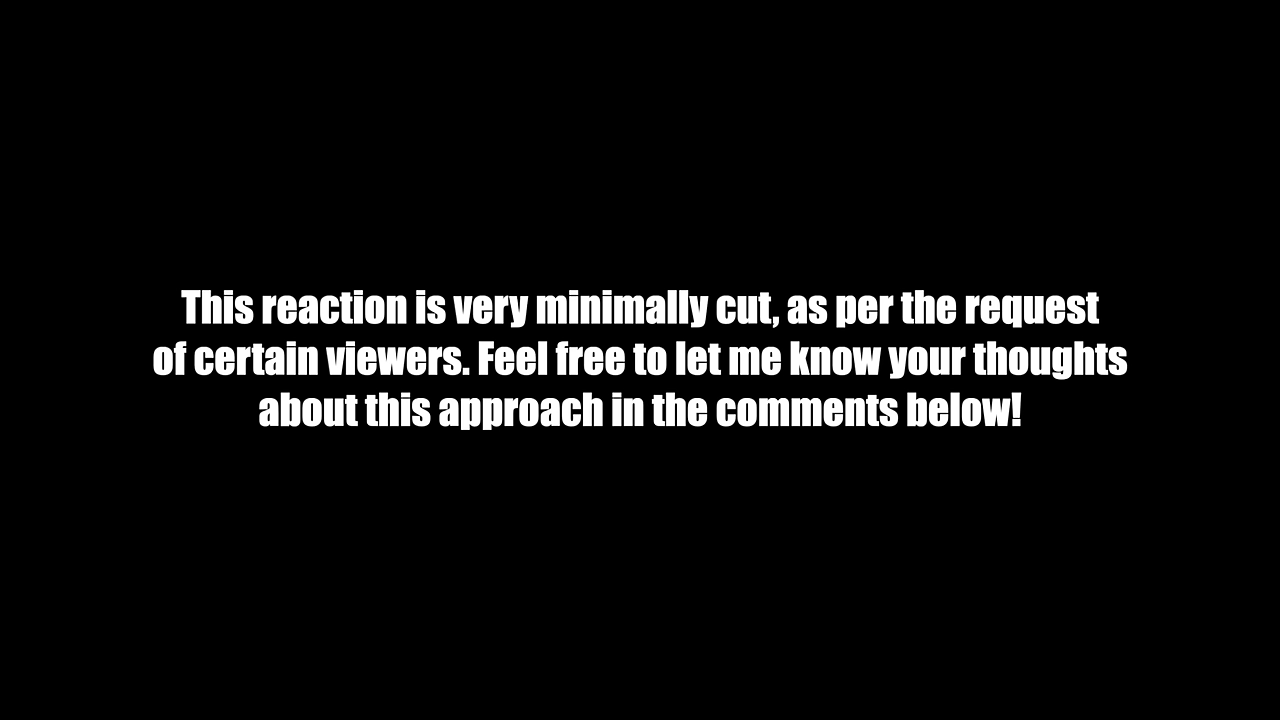 This reaction is very minimally cut, as per the request
of certain viewers. Feel free to let me know your thoughts
about this approach in the comments below!